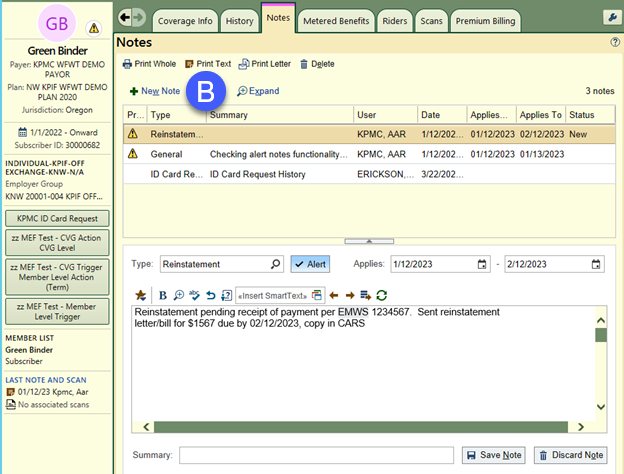 GB
Green Binder
Payer: KPMC WFWT DEMO
PAYOR
Plan: NW KPIF WFWT DEMO
PLAN 2020
Jurisdiction: Oregon
1/1/2022 - Onward
Subscriber ID: 30000682
INDIVIDUAL-KPIF-OFF
EXCHANGE-KNW-N/A
Employer Group
KNW 20001-004 KPIF OFF...
KPMC ID Card Request
zz MEF Test - CVG Action
CVG Level
zz MEF Test - CVG Trigger
Member Level Action
(Term)
zz MEF Test - Member
Level Trigger
MEMBER LIST
Green Binder
Subscriber
LAST NOTE AND SCAN
01/12/23 Kpmc, Aar
No associated scans
Coverage Info History Notes Metered Benefits Riders Scans Premium Billing
Notes
Print Whole Print Text Print Letter Delete
New Note B Expand 3 notes
Pr... Type Summary User Date Applies... Applies To Status
Reinstatem... KPMC, AAR 1/12/202... 01/12/2023 02/12/2023 New
General Checking alert notes functionality... KPMC, AAR 1/12/202... 01/12/2023 01/13/2023
ID Card Re... ID Card Request History ERICKSON,... 3/22/202...
Type: Reinstatement Alert Applies: 1/12/2023 - 2/12/2023
B abc «Insert SmartText»
Reinstatement pending receipt of payment per EMWS 1234567. Sent reinstatement
letter/bill for $1567 due by 02/12/2023, copy in CARS
Summary: Save Note Discard Note